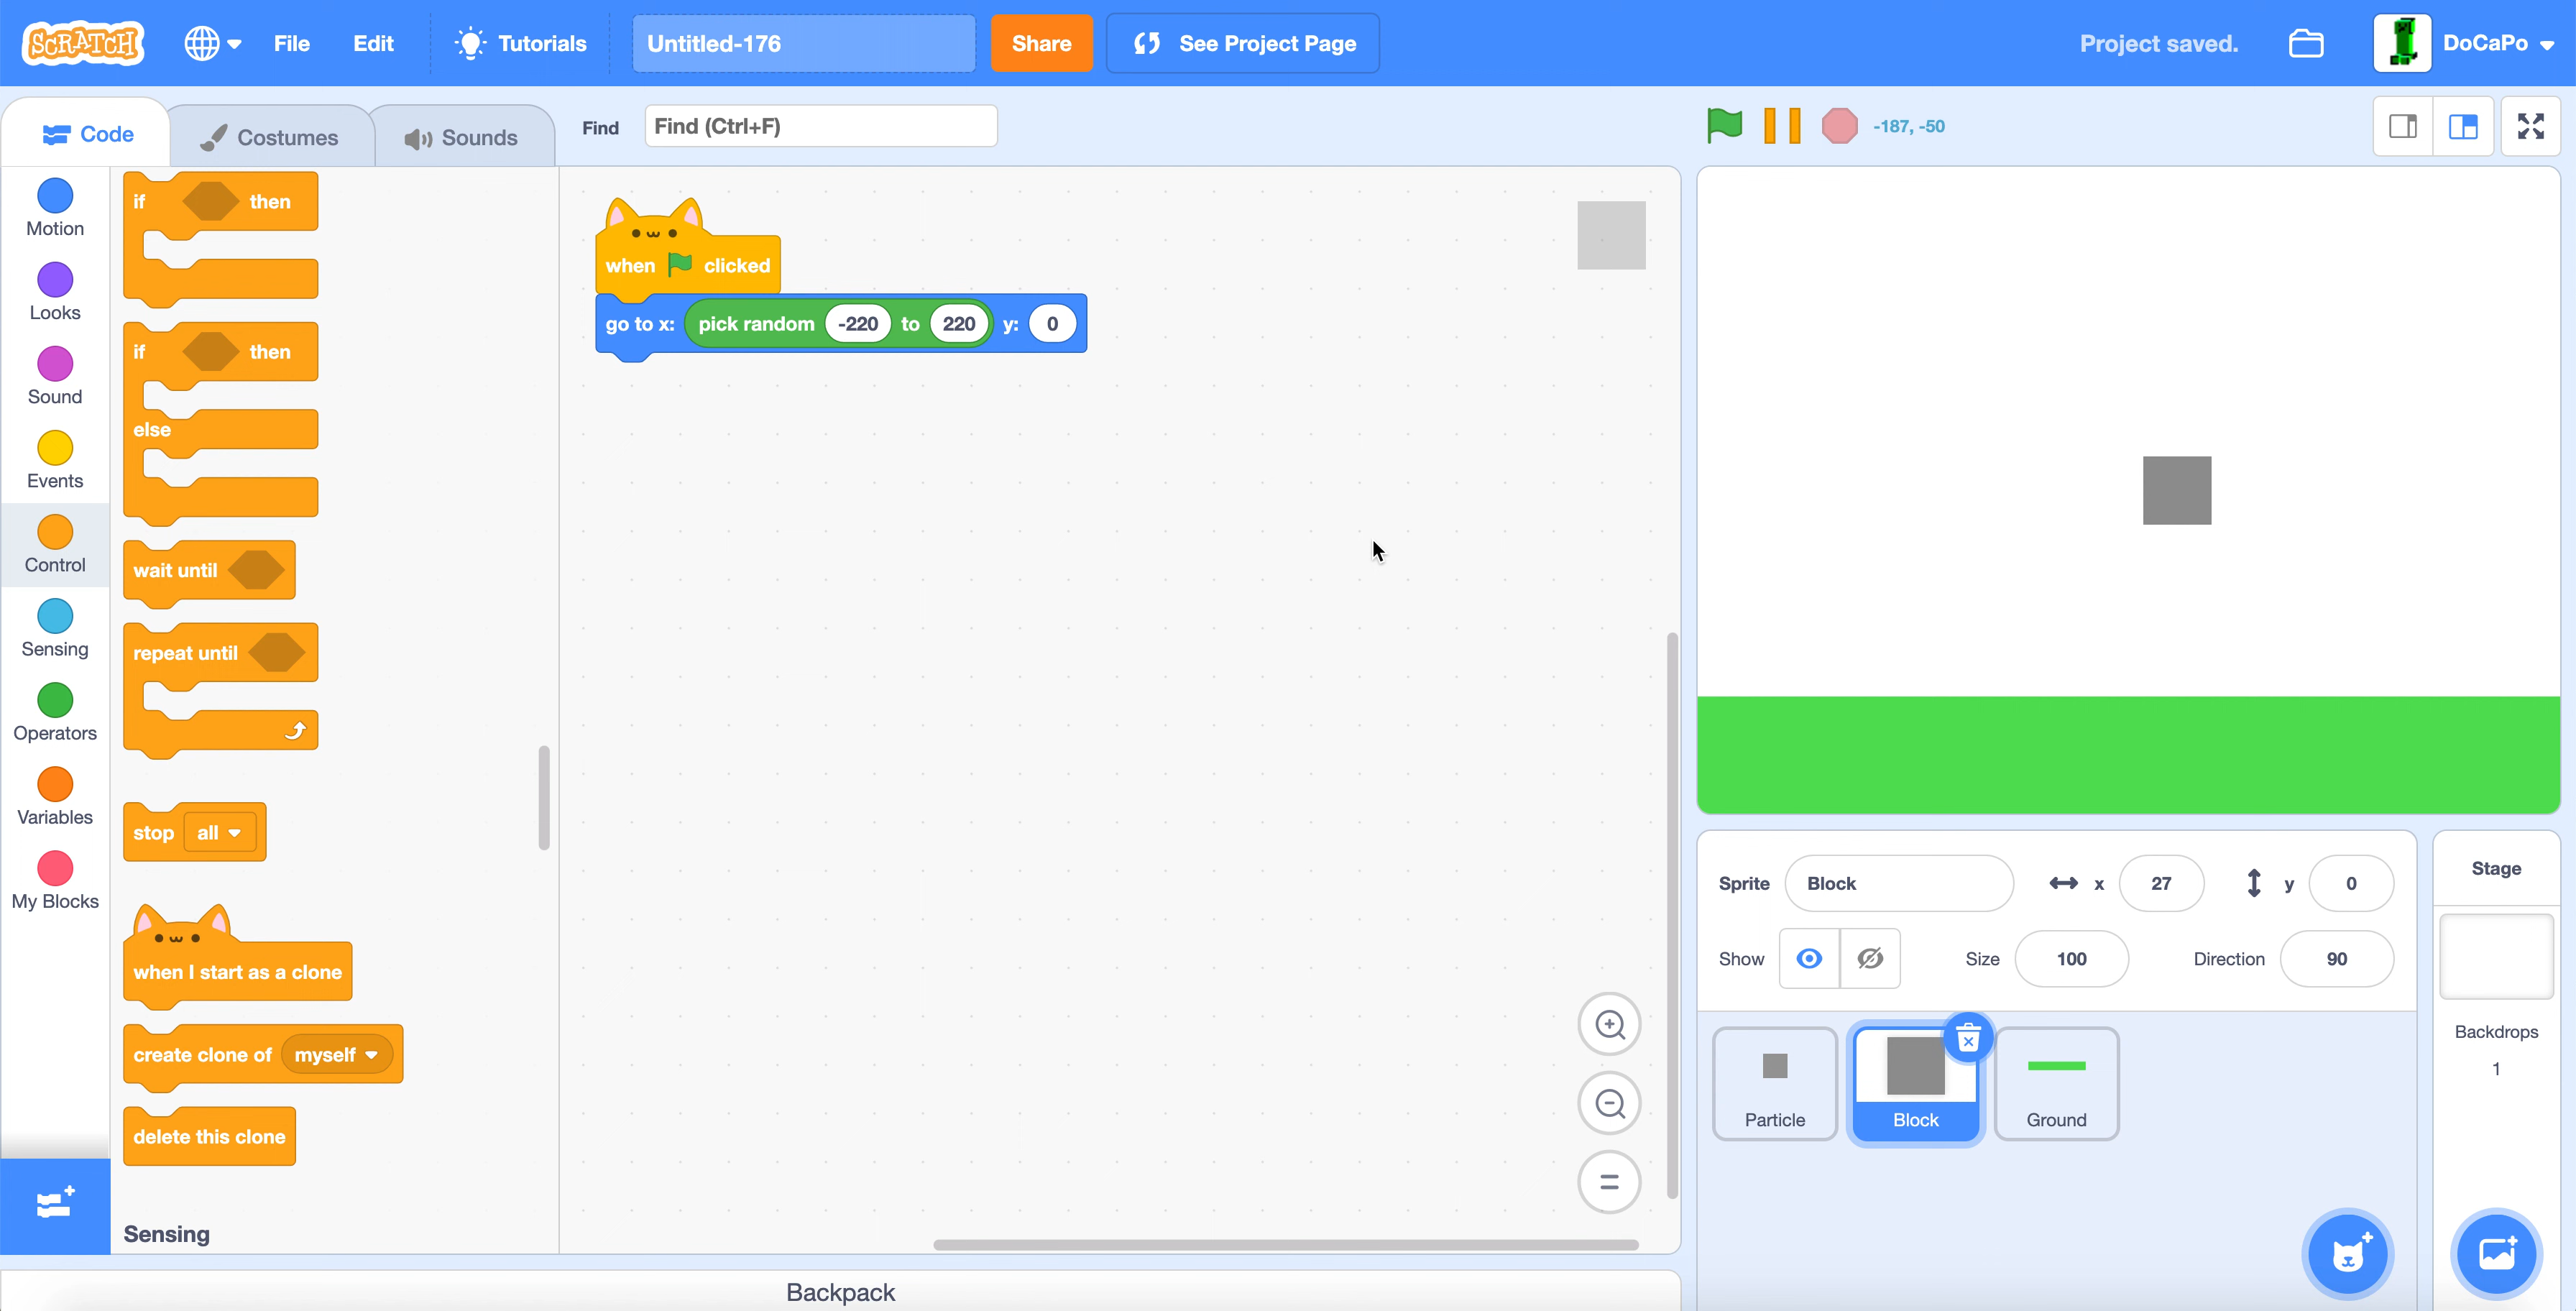 SCRATCH
File
Edit
Tutorials
Untitled-176
Share
See Project Page
Project saved.
DoCaPo
Code
Costumes
Sounds
Find
Find (Ctrl+F)
-187, -50
Motion
Looks
Sound
Events
Control
Sensing
Operators
Variables
My Blocks
if then
if then
else
wait until
repeat until
stop all
when I start as a clone
create clone of myself
delete this clone
Sensing
when clicked
go to x: pick random -220 to 220 y: 0
Backpack
Sprite Block x 27 y 0
Show Size 100 Direction 90
Particle
Block
Ground
Stage
Backdrops
1